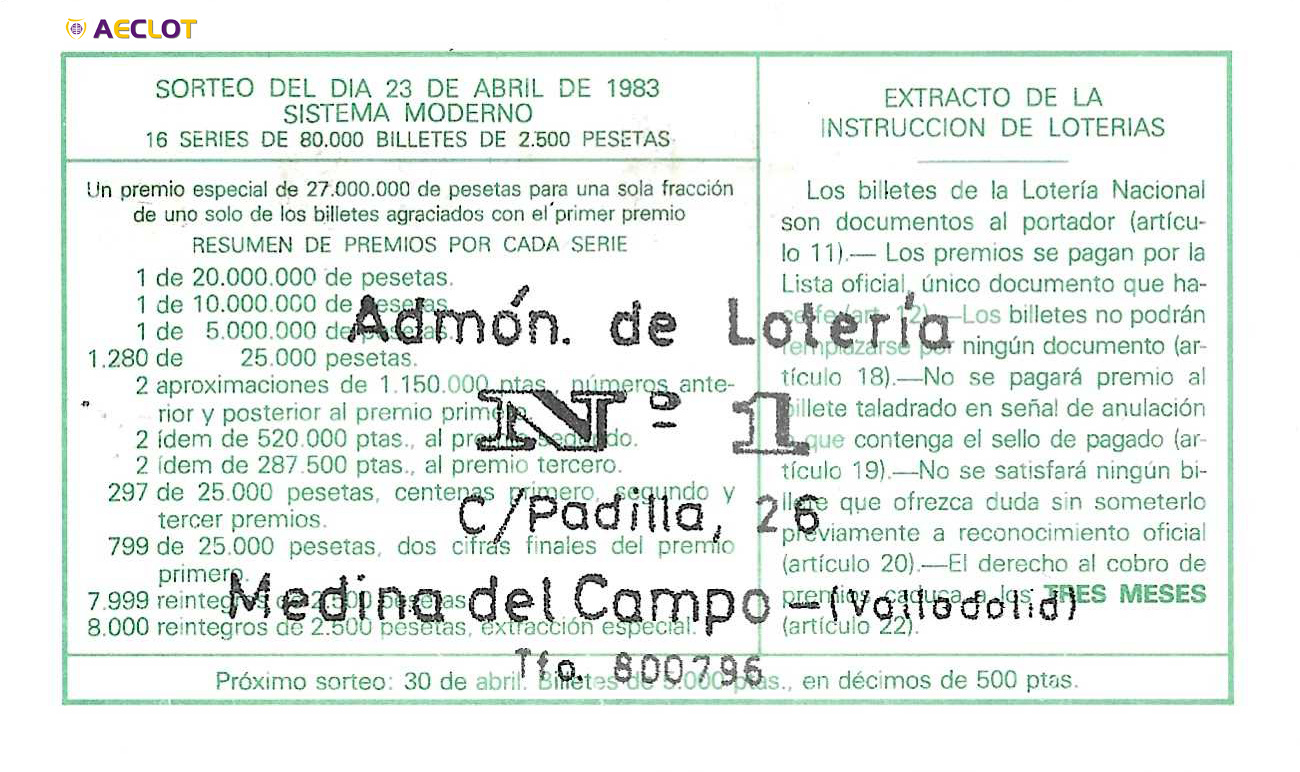 AECLOT
SORTEO DEL DIA 23 DE ABRIL DE 1983
SISTEMA MODERNO
16 SERIES DE 80.000 BILLETES DE 2.500 PESETAS
Un premio especial de 27.000.000 de pesetas para una sola fracción
de uno solo de los billetes agraciados con el primer premio
RESUMEN DE PREMIOS POR CADA SERIE
1 de 20.000.000 de pesetas.
1 de 10.000.000 de pesetas.
1 de 5.000.000 de pesetas.
1.280 de 25.000 pesetas.
2 aproximaciones de 1.150.000 ptas., números ante-
rior y posterior al premio primero.
2 ídem de 520.000 ptas., al premio segundo.
2 ídem de 287.500 ptas., al premio tercero.
297 de 25.000 pesetas, centenas primero, segundo y
tercer premios.
799 de 25.000 pesetas, dos cifras finales del premio
primero.
7.999 reintegros de 2.500 pesetas
8.000 reintegros de 2.500 pesetas, extracción especial.
EXTRACTO DE LA
INSTRUCCION DE LOTERIAS
Los billetes de la Lotería Nacional
son documentos al portador (artícu-
lo 11).— Los premios se pagan por la
Lista oficial, único documento que ha-
ce fe (art. 12).—Los billetes no podrán
remplazarse por ningún documento (ar-
tículo 18).—No se pagará premio al
billete taladrado en señal de anulación
o que contenga el sello de pagado (ar-
tículo 19).—No se satisfará ningún bi-
llete que ofrezca duda sin someterlo
previamente a reconocimiento oficial
(artículo 20).—El derecho al cobro de
premios caduca a los TRES MESES
(artículo 22).
Próximo sorteo: 30 de abril. Billetes de 5.000 ptas., en décimos de 500 ptas.
Admón. de Lotería
Nº 1
C/Padilla, 26
Medina del Campo – (Valladolid)
Tfo. 800796